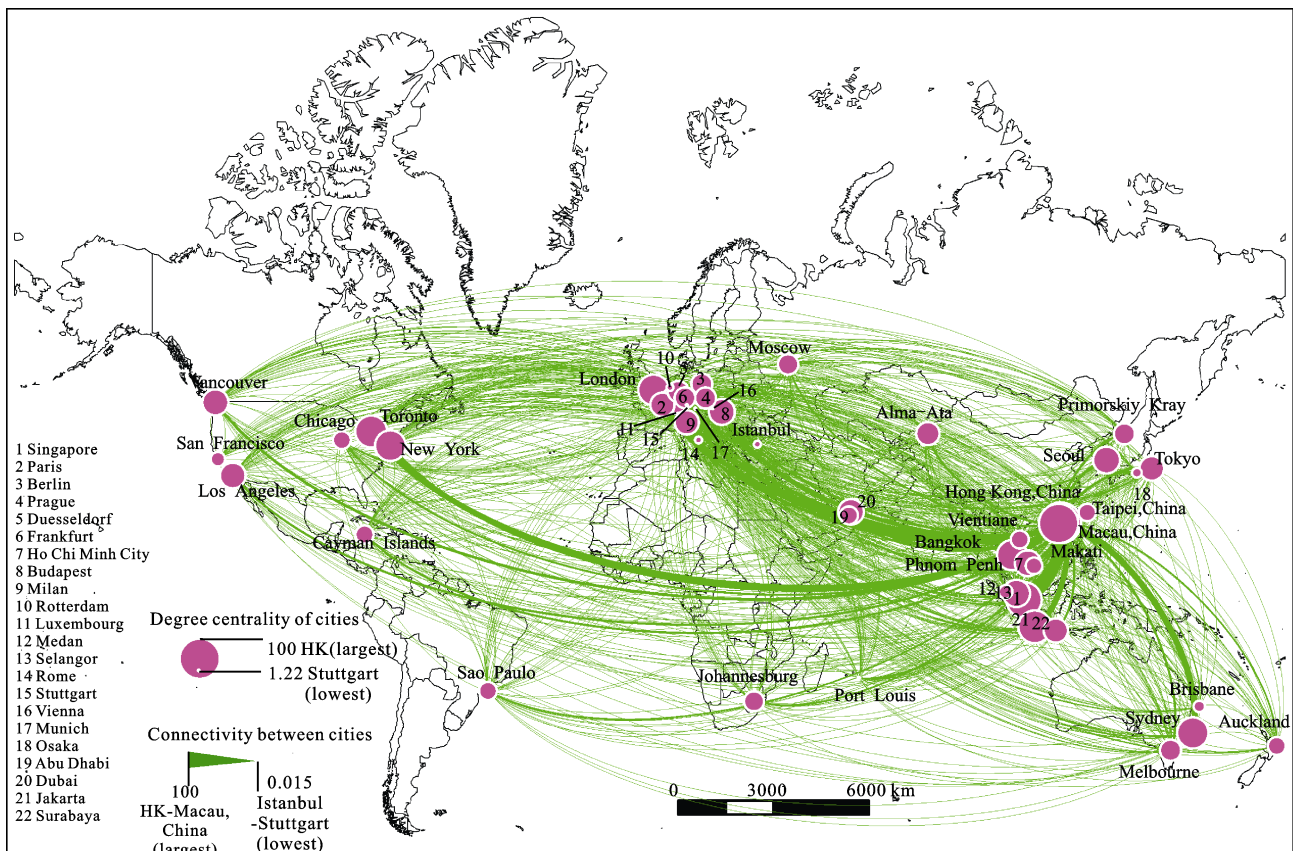 Moscow
10
5
3
London
6
4
16
2
8
Vancouver
11
Istanbul
Alma-Ata
Primorskiy Kray
Chicago
Toronto
15
9
14
17
San Francisco
New York
Seoul
Tokyo
18
Los Angeles
Hong Kong,China
20
19
Taipei,China
Vientiane
Macau,China
Cayman Islands
Bangkok
Makati
Phnom Penh
7
12
13
1
21
22
Sao Paulo
Johannesburg
Port Louis
Brisbane
Sydney
Auckland
Melbourne
1 Singapore
2 Paris
3 Berlin
4 Prague
5 Duesseldorf
6 Frankfurt
7 Ho Chi Minh City
8 Budapest
9 Milan
10 Rotterdam
11 Luxembourg
12 Medan
13 Selangor
14 Rome
15 Stuttgart
16 Vienna
17 Munich
18 Osaka
19 Abu Dhabi
20 Dubai
21 Jakarta
22 Surabaya
Degree centrality of cities
100 HK(largest)
1.22 Stuttgart
(lowest)
Connectivity between cities
100
HK-Macau,
China
(largest)
0.015
Istanbul
-Stuttgart
(lowest)
0 3000 6000 km